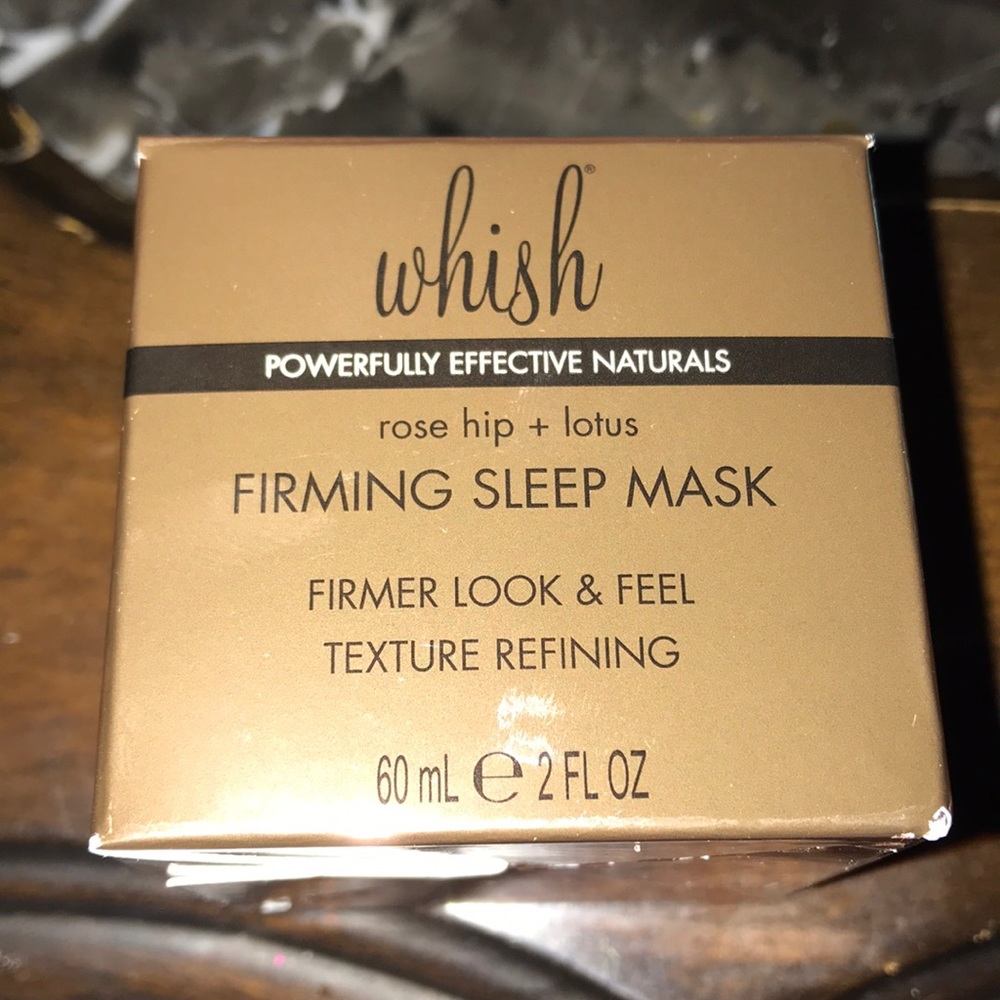 whish®
POWERFULLY EFFECTIVE NATURALS
rose hip + lotus
FIRMING SLEEP MASK
FIRMER LOOK & FEEL
TEXTURE REFINING
60 mL ℮ 2 FL OZ